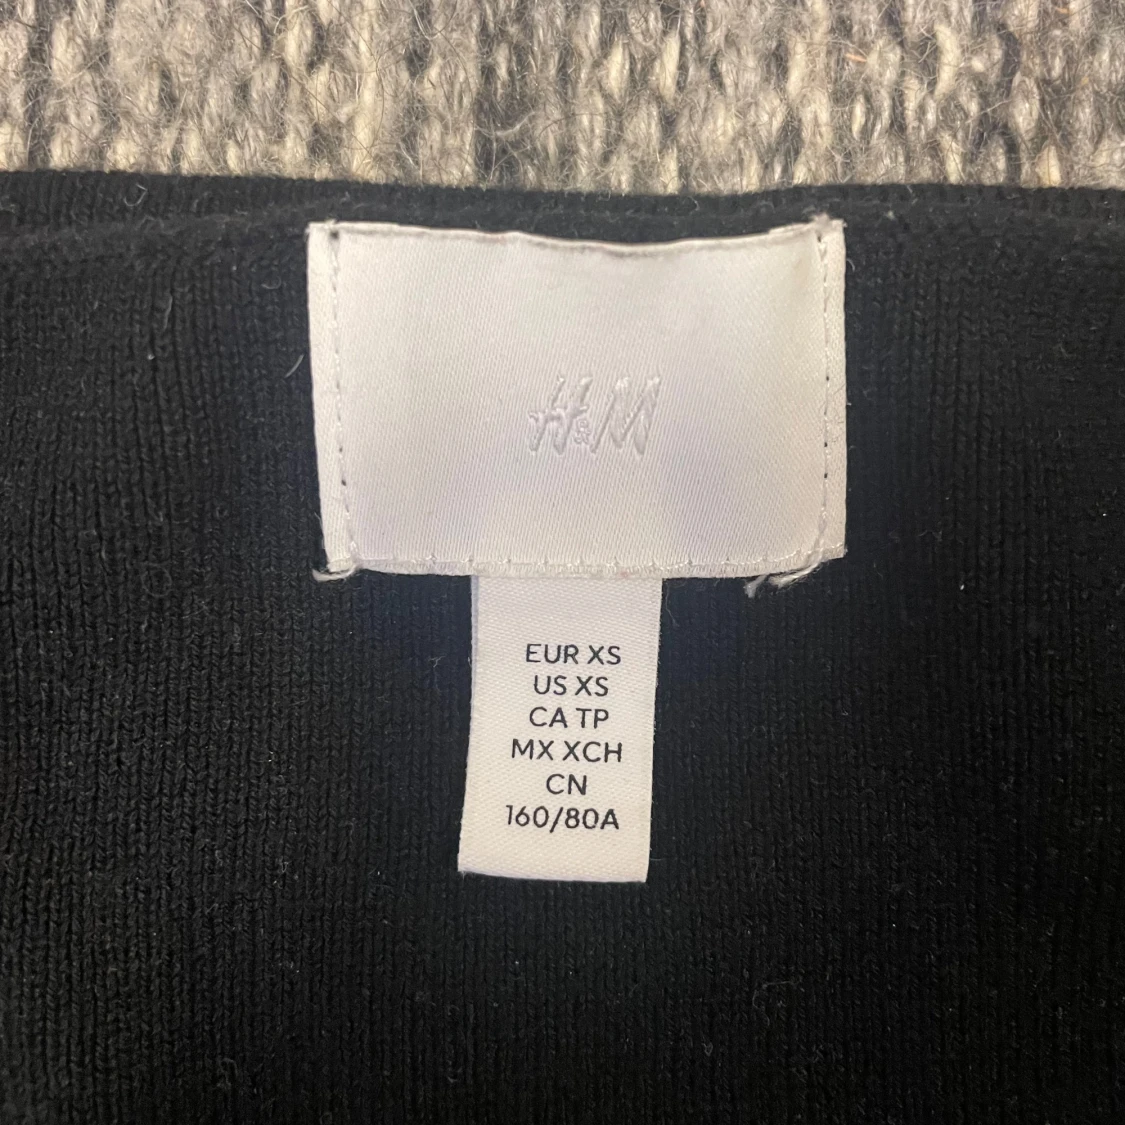 H&M
EUR XS
US XS
CA TP
MX XCH
CN
160/80A